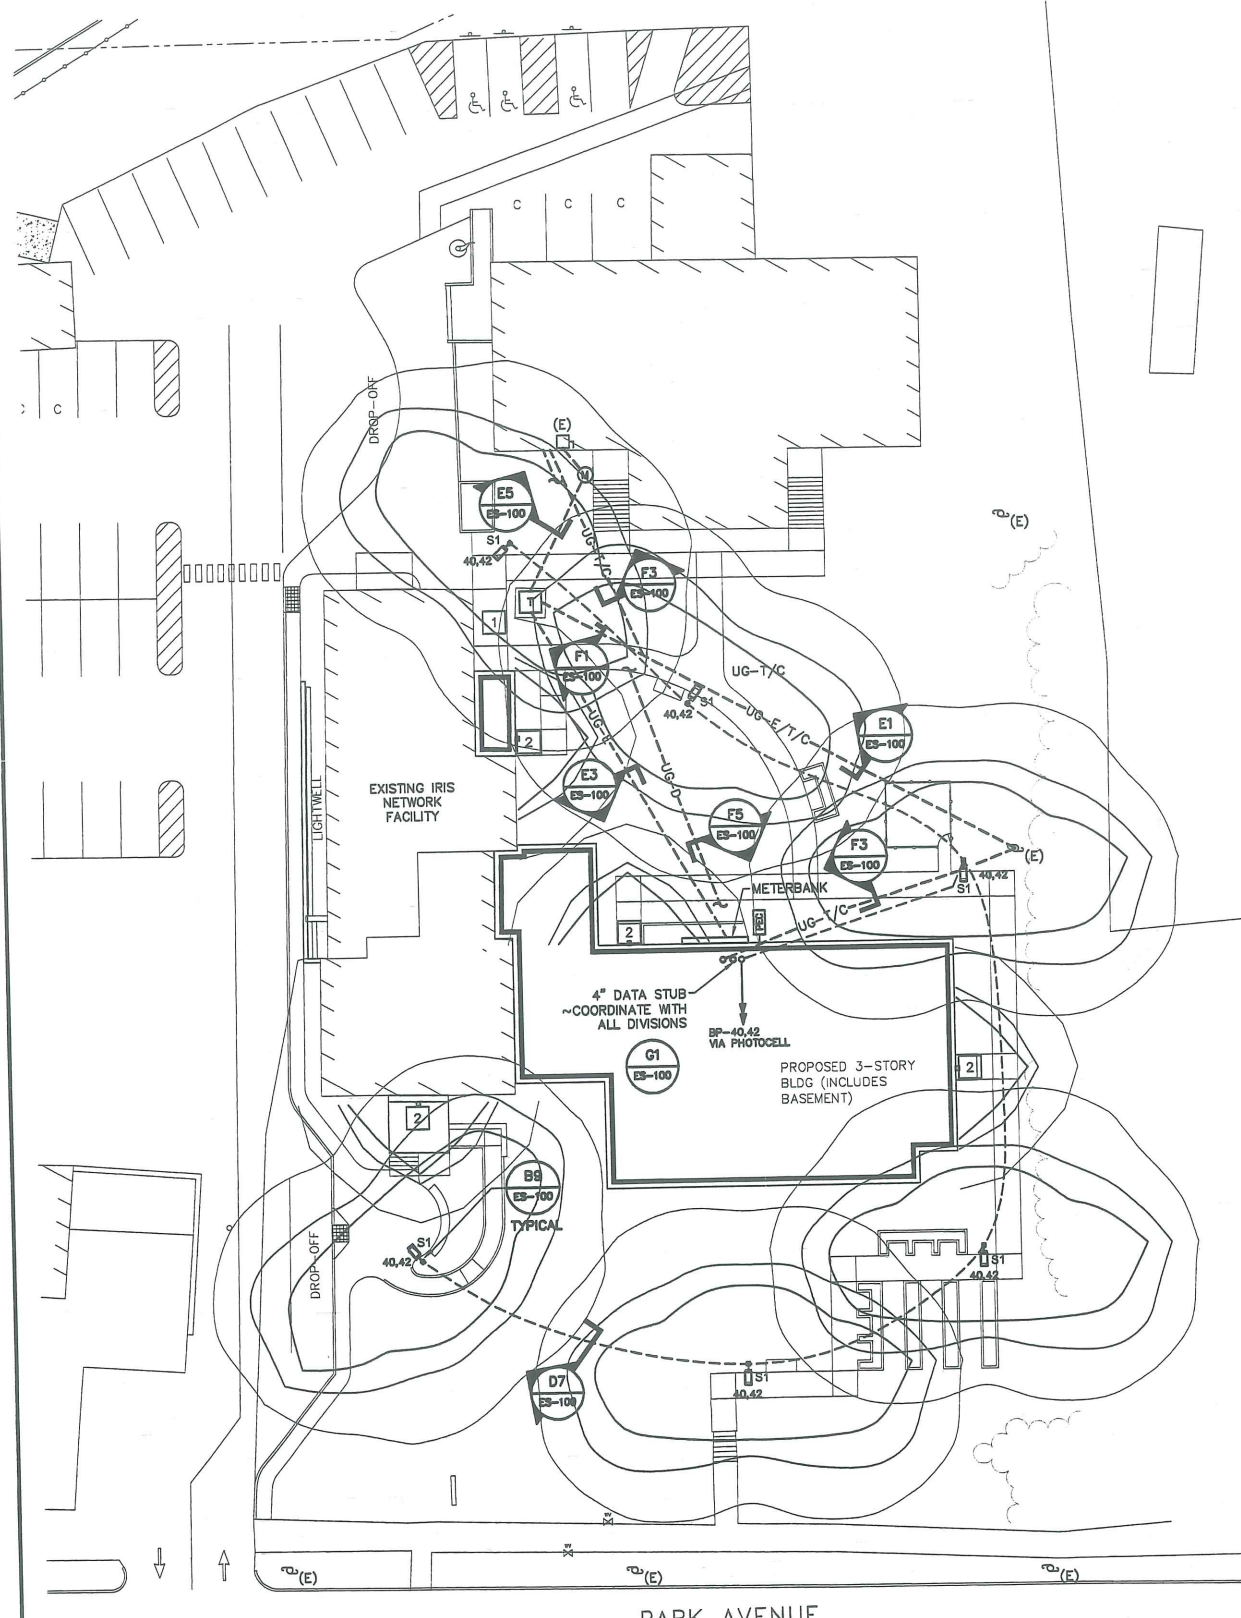 C C C
C C
DROP-OFF
(E)
M
E5
ES-100
S1
40,42
UG-T/C
F3
ES-100
(E)
T
1
F1
ES-100
UG-T/C
S1
40,42
UG-E/T/C
E1
ES-100
2
UG-D
E3
ES-100
EXISTING IRIS
NETWORK
FACILITY
LIGHTWELL
F5
ES-100
F3
ES-100
(E)
40,42
S1
METERBANK
PEC
UG-T/C
2
4" DATA STUB
~COORDINATE WITH
ALL DIVISIONS
BP-40,42
VIA PHOTOCELL
G1
ES-100
PROPOSED 3-STORY
BLDG (INCLUDES
BASEMENT)
2
2
B9
ES-100
TYPICAL
DROP-OFF
S1
40,42
S1
40,42
D7
ES-100
S1
40,42
WV
WV
(E) (E) (E)
PARK AVENUE